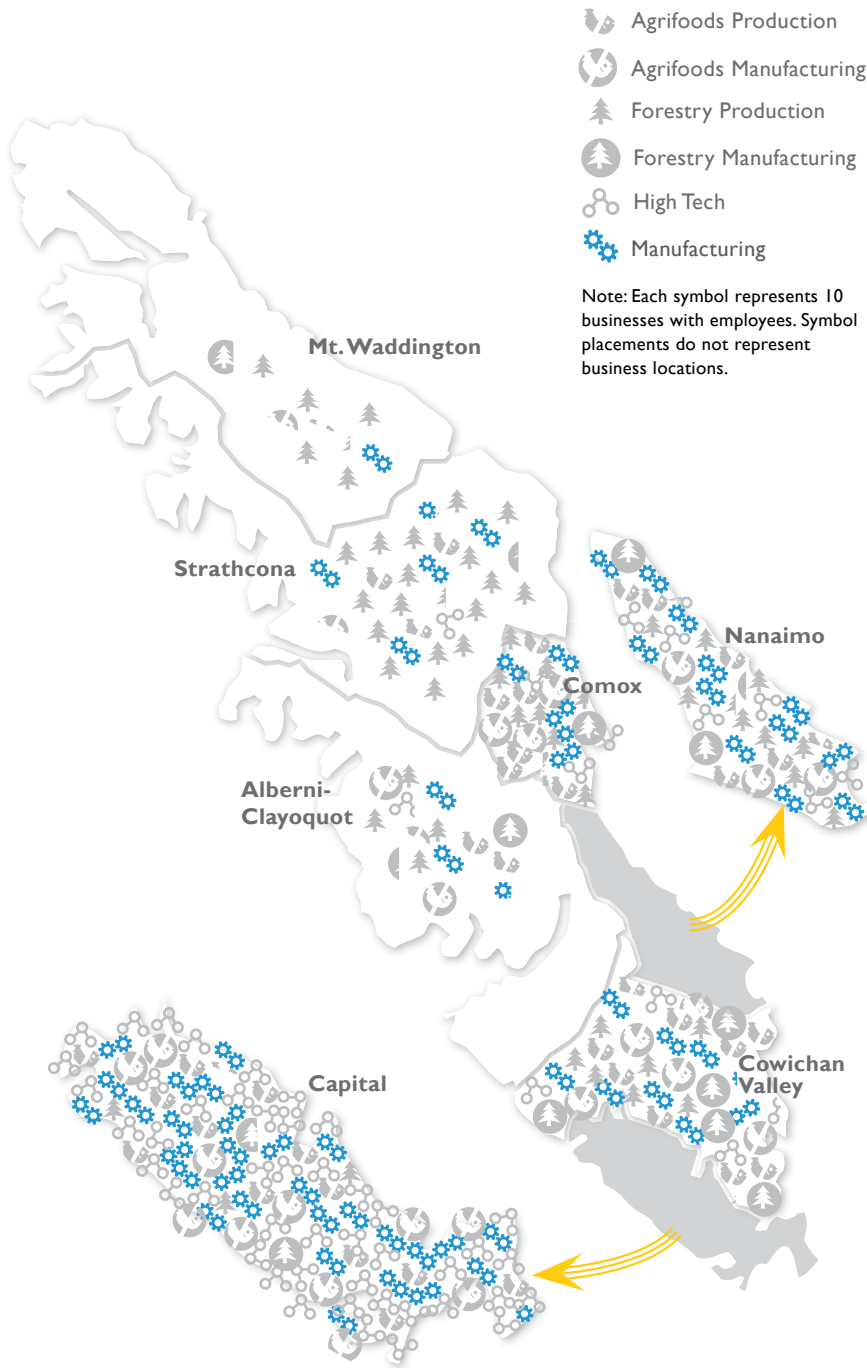 Agrifoods Production
Agrifoods Manufacturing
Forestry Production
Forestry Manufacturing
High Tech
Manufacturing
Note: Each symbol represents 10
businesses with employees. Symbol
placements do not represent
business locations.
Mt. Waddington
Strathcona
Nanaimo
Comox
Alberni-
Clayoquot
Capital
Cowichan
Valley